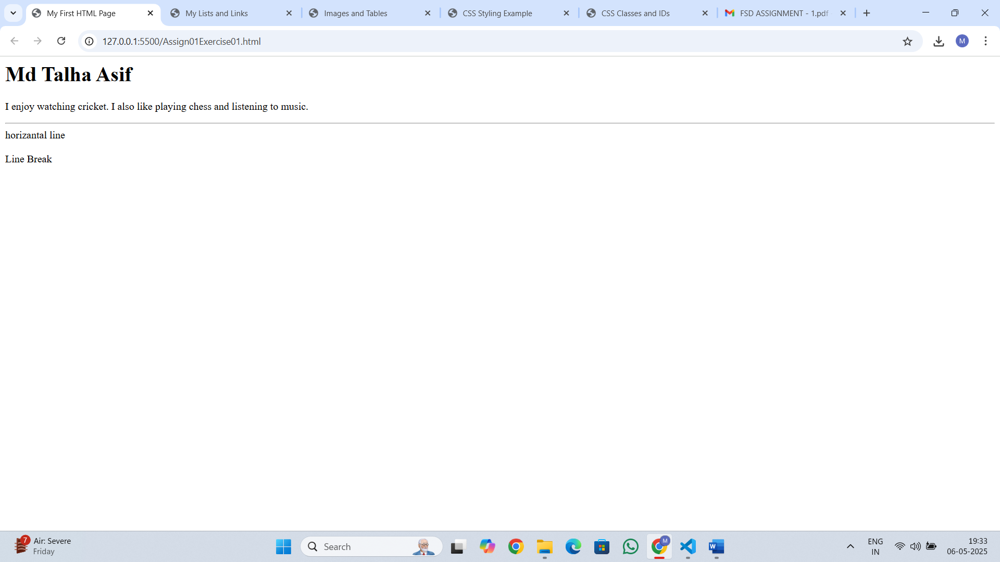 My First HTML Page
My Lists and Links
Images and Tables
CSS Styling Example
CSS Classes and IDs
FSD ASSIGNMENT - 1.pdf
127.0.0.1:5500/Assign01Exercise01.html
M
Md Talha Asif
I enjoy watching cricket. I also like playing chess and listening to music.
horizantal line
Line Break
7
Air: Severe
Friday
Search
M
W
ENG
IN
19:33
06-05-2025